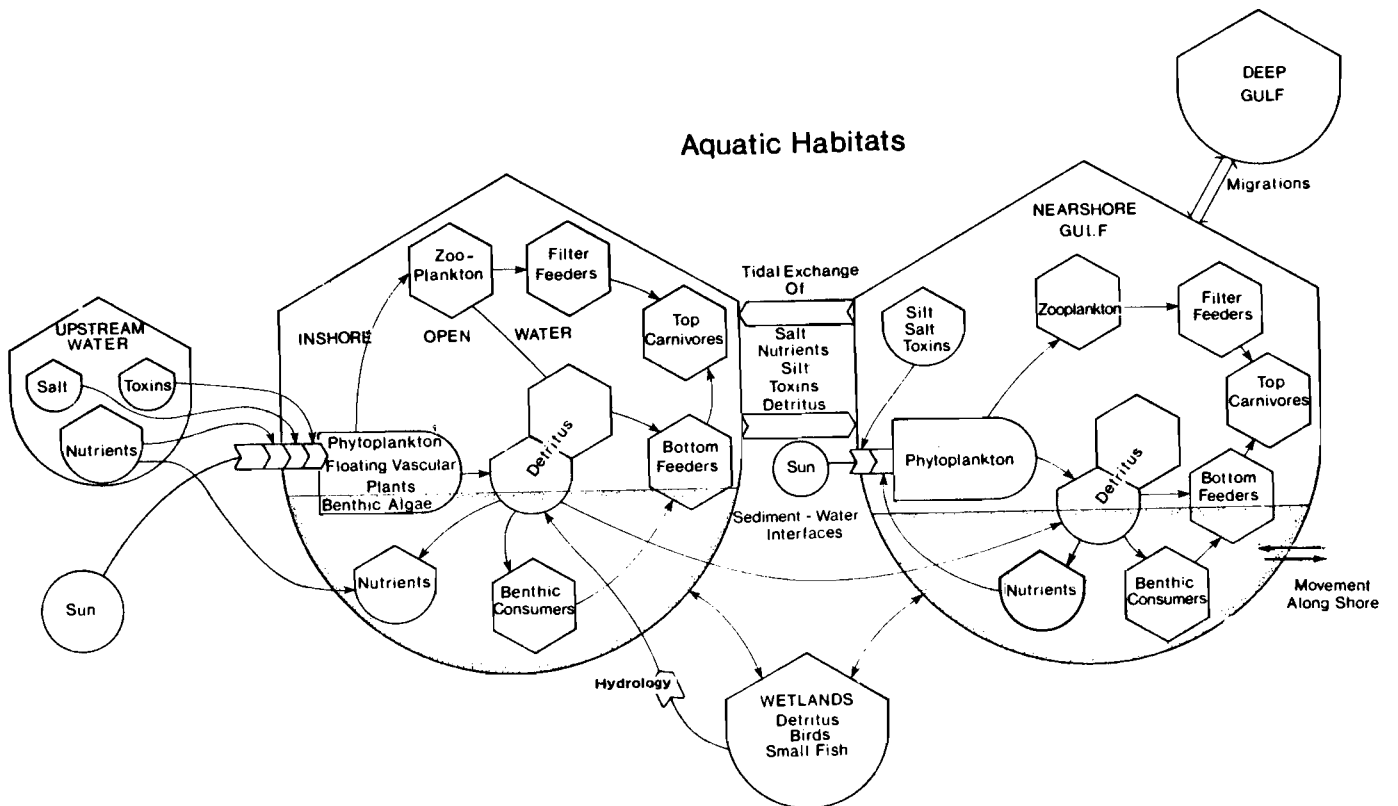 Aquatic Habitats
DEEP
GULF
Migrations
UPSTREAM
WATER
Salt
Toxins
Nutrients
Sun
INSHORE
OPEN
WATER
Zoo-
Plankton
Filter
Feeders
Top
Carnivores
Phytoplankton
Floating Vascular
Plants
Benthic Algae
Detritus
Bottom
Feeders
Nutrients
Benthic
Consumers
Tidal Exchange
Of
Salt
Nutrients
Silt
Toxins
Detritus
Sun
Sediment - Water
Interfaces
NEARSHORE
GULF
Silt
Salt
Toxins
Zooplankton
Filter
Feeders
Top
Carnivores
Phytoplankton
Detritus
Bottom
Feeders
Nutrients
Benthic
Consumers
Movement
Along Shore
Hydrology
WETLANDS
Detritus
Birds
Small Fish